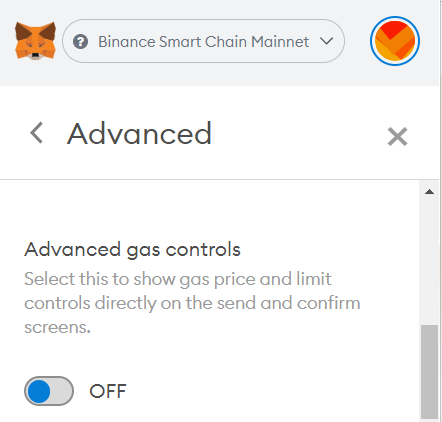 Binance Smart Chain Mainnet
Advanced
Advanced gas controls
Select this to show gas price and limit
controls directly on the send and confirm
screens.
OFF